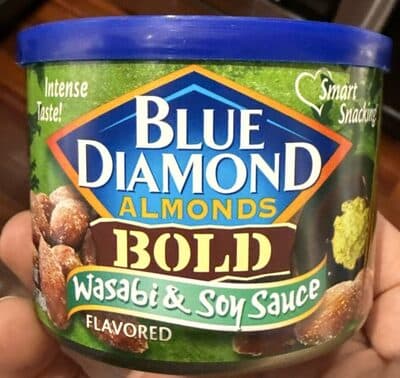 Intense
Taste!
Smart
Snacking
BLUE
DIAMOND
ALMONDS
BOLD
Wasabi & Soy Sauce
FLAVORED